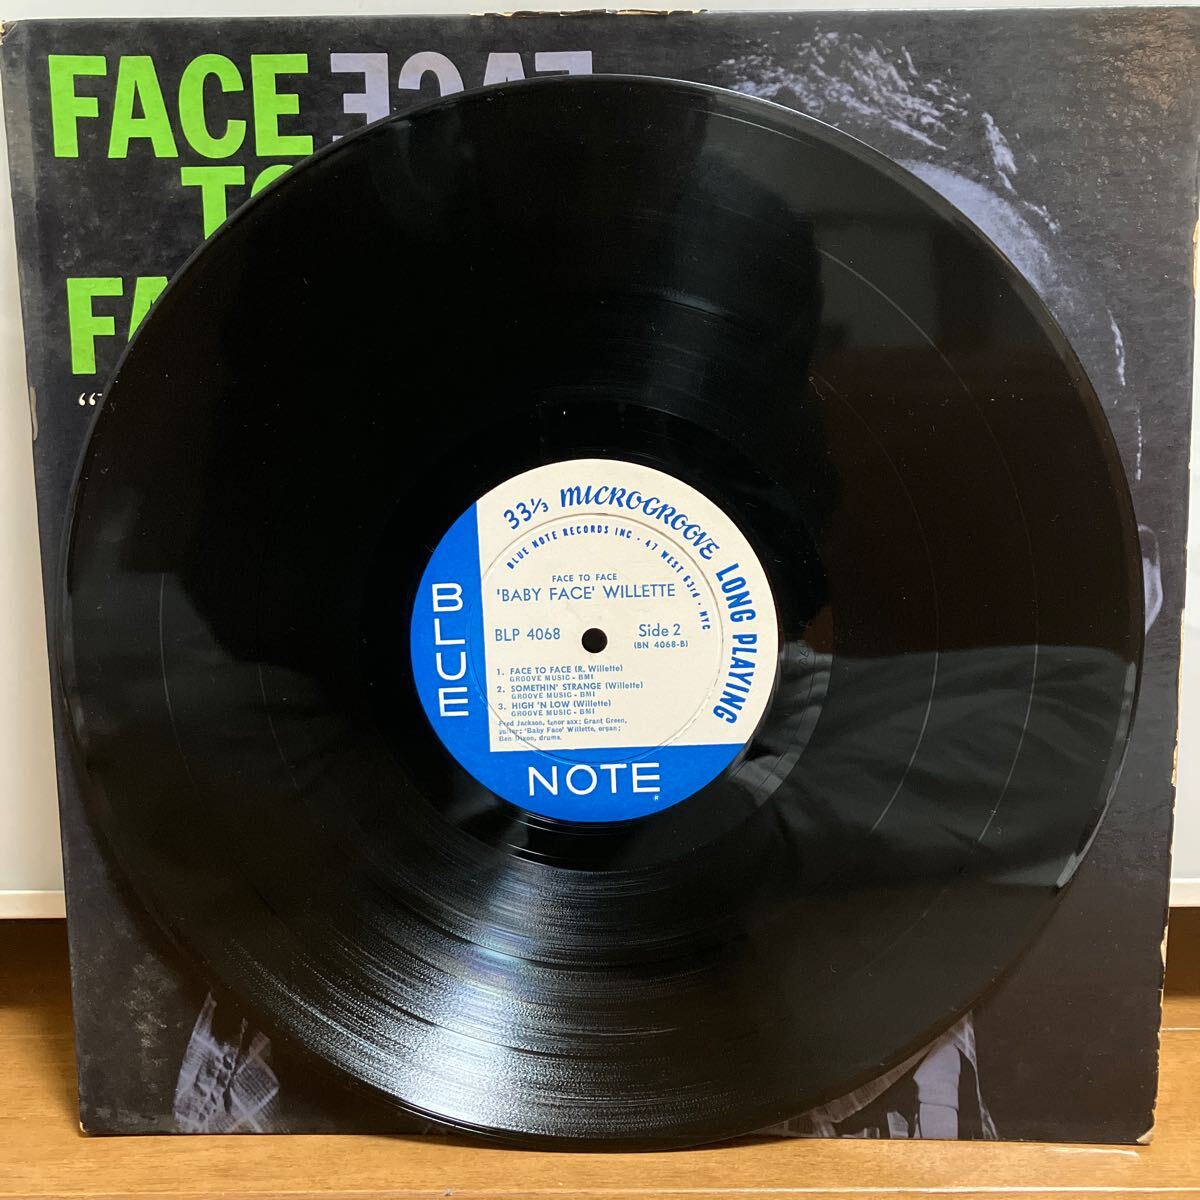 FACE FACE
TO
FA
33 1/3 MICROGROOVE LONG PLAYING
BLUE NOTE RECORDS INC · 47 WEST 63rd · NYC
FACE TO FACE
'BABY FACE' WILLETTE
BLP 4068 Side 2
(BN 4068-B)
1. FACE TO FACE (R. Willette)
GROOVE MUSIC - BMI
2. SOMETHIN' STRANGE (Willette)
GROOVE MUSIC - BMI
3. HIGH 'N LOW (Willette)
GROOVE MUSIC - BMI
Fred Jackson, tenor sax; Grant Green,
guitar; 'Baby Face' Willette, organ;
Ben Dixon, drums.
BLUE
NOTE
R